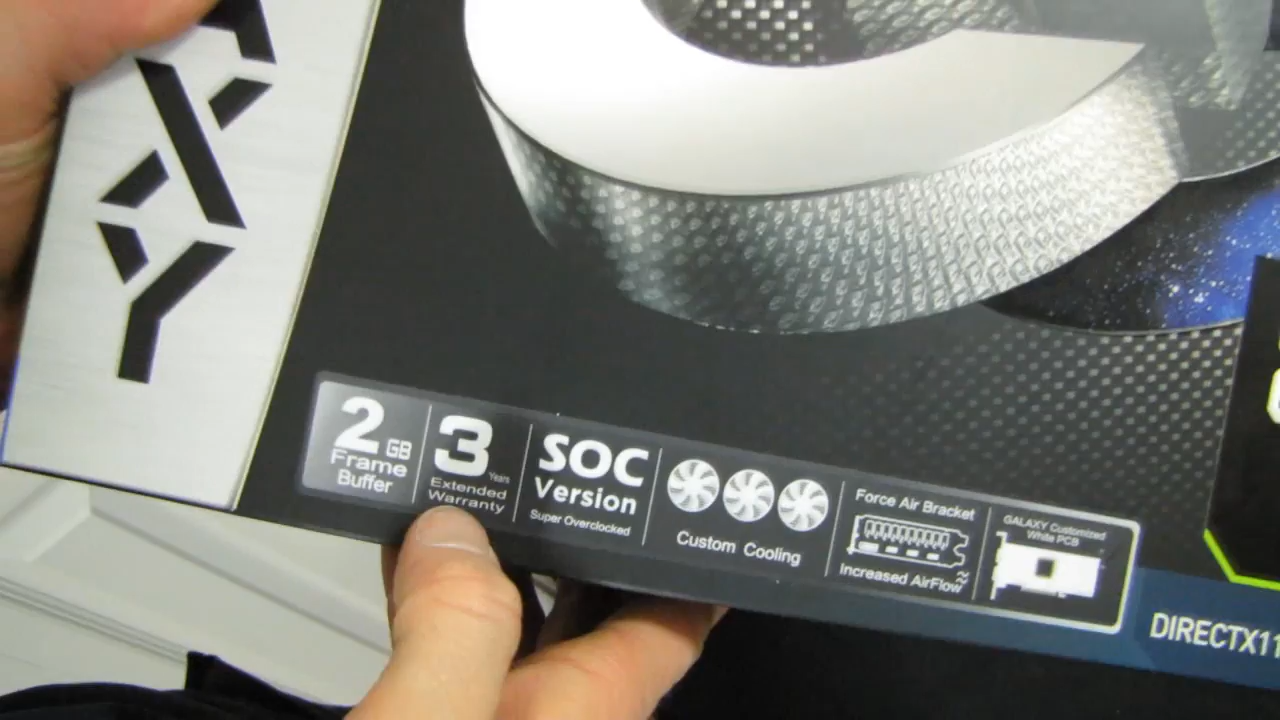 XY
2 GB
Frame
Buffer
3 Years
Extended
Warranty
SOC
Version
Super Overclocked
Custom Cooling
Force Air Bracket
Increased AirFlow
GALAXY Customized
White PCB
DIRECTX11